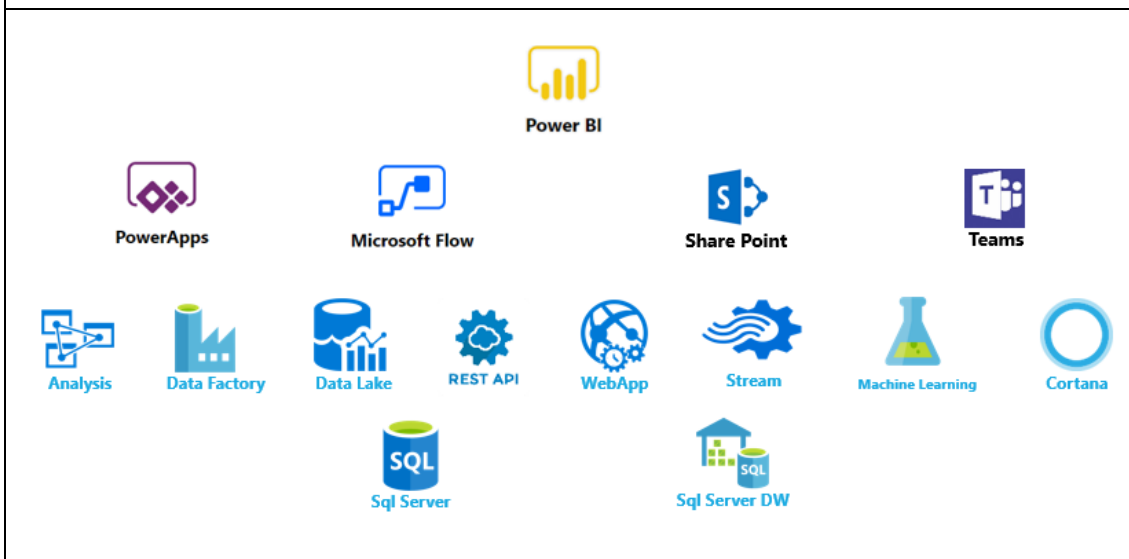 Power BI
PowerApps
Microsoft Flow
S
Share Point
T
Teams
Analysis
Data Factory
Data Lake
REST API
WebApp
Stream
Machine Learning
Cortana
SQL
Sql Server
SQL
Sql Server DW